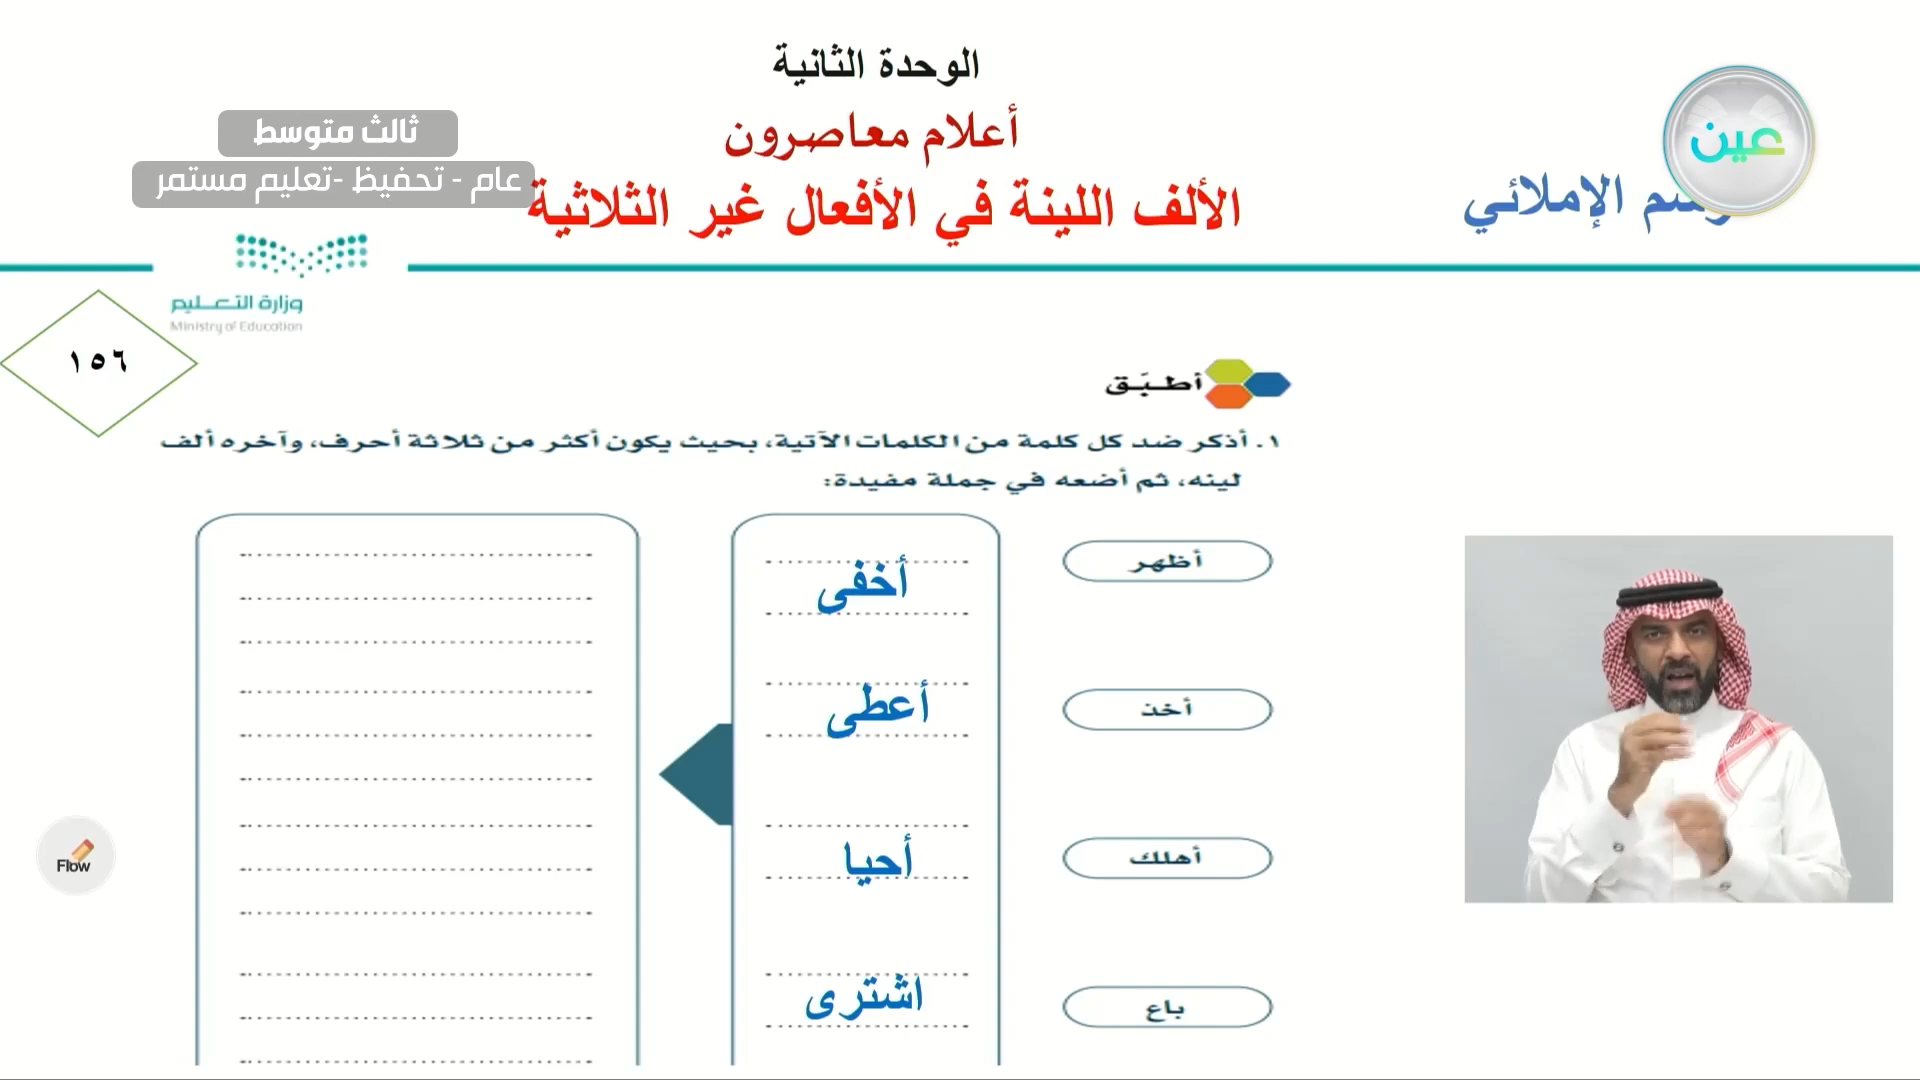 الوحدة الثانية
أعلام معاصرون
الألف اللينة في الأفعال غير الثلاثية
عين
الإملائي
ثالث متوسط
عام - تحفيظ -تعليم مستمر
وزارة التعليم
Ministry of Education
١٥٦
أطبق
١. أذكر ضد كل كلمة من الكلمات الآتية، بحيث يكون أكثر من ثلاثة أحرف، وآخره ألف
لينه، ثم أضعه في جملة مفيدة:
أظهر
أخفى
أخذ
أعطى
أهلك
أحيا
باع
اشترى
Flow